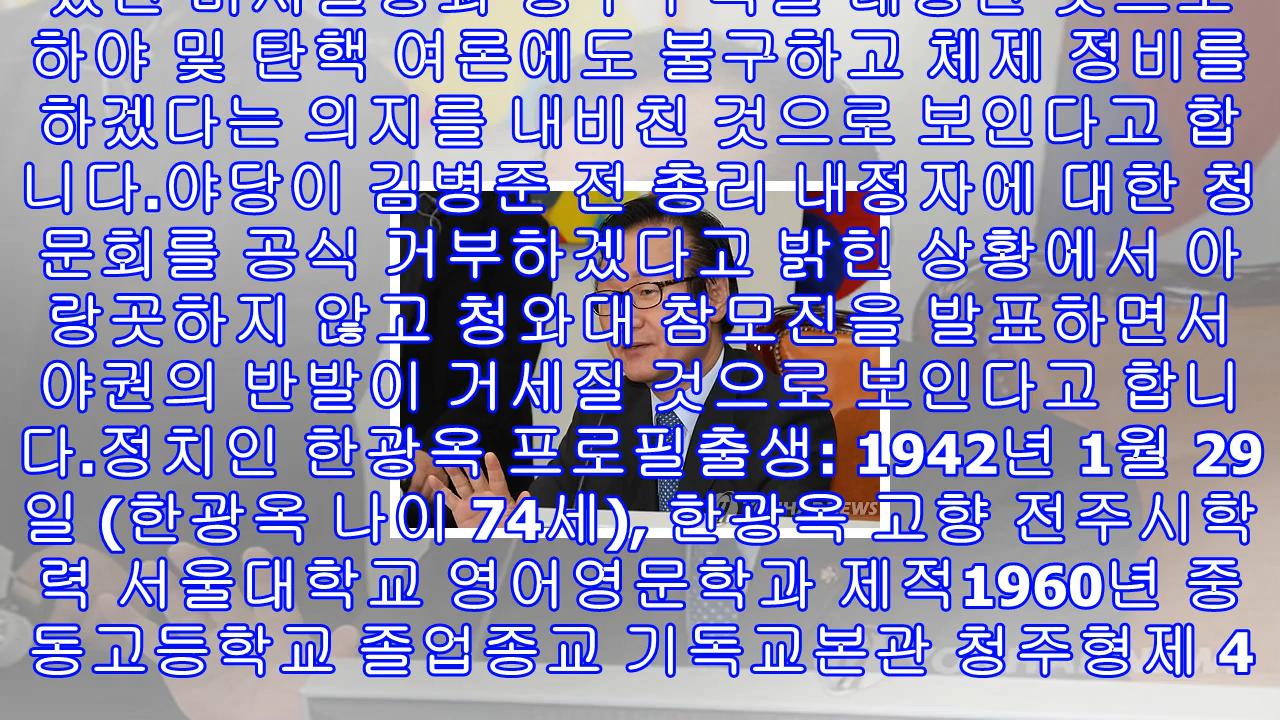 하야 및 탄핵 여론에도 불구하고 체제 정비를
하겠다는 의지를 내비친 것으로 보인다고 합
니다.야당이 김병준 전 총리 내정자에 대한 청
문회를 공식 거부하겠다고 밝힌 상황에서 아
랑곳하지 않고 청와대 참모진을 발표하면서
야권의 반발이 거세질 것으로 보인다고 합니
다.정치인 한광옥 프로필출생: 1942년 1월 29
일 (한광옥 나이 74세), 한광옥 고향 전주시학
력 서울대학교 영어영문학과 제적1960년 중
동고등학교 졸업종교 기독교본관 청주형제 4